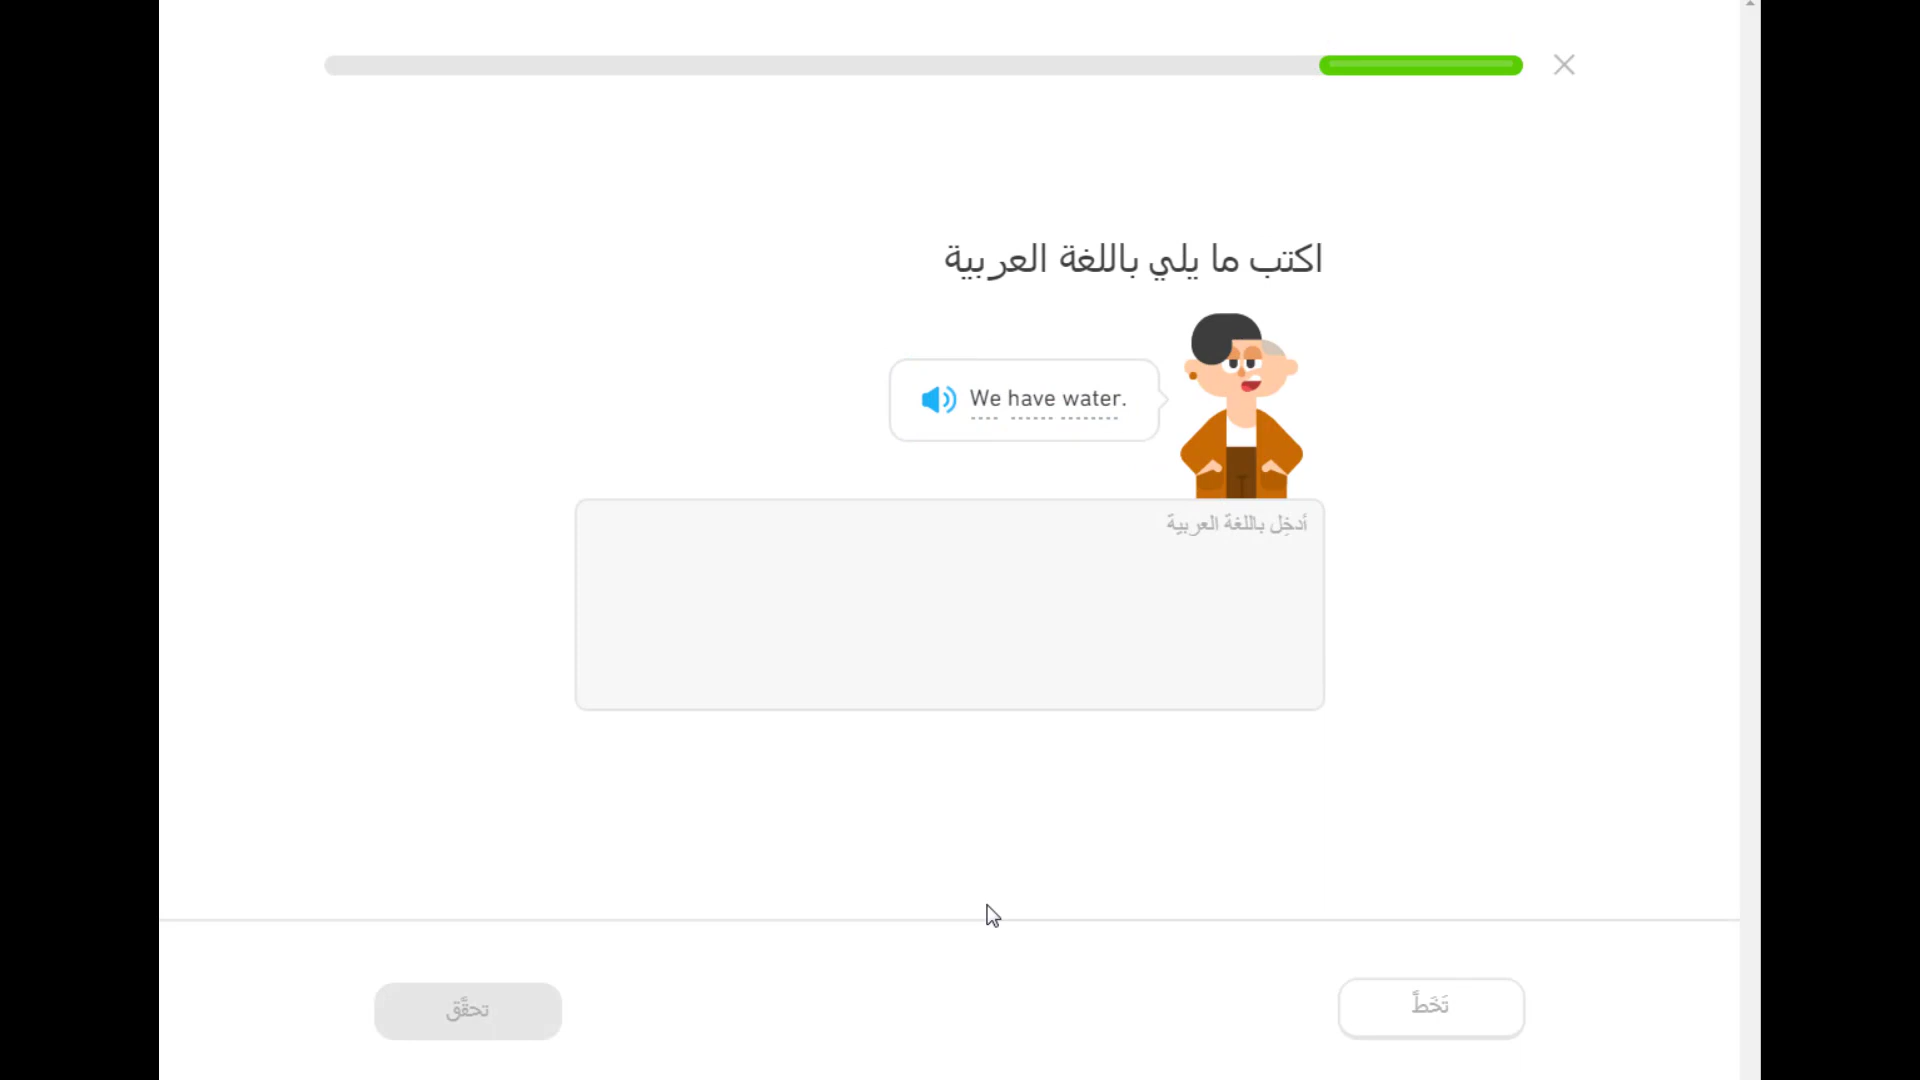 اكتب ما يلي باللغة العربية
We have water.
أدخِل باللغة العربية
تَخَطَّ
تحقَّق